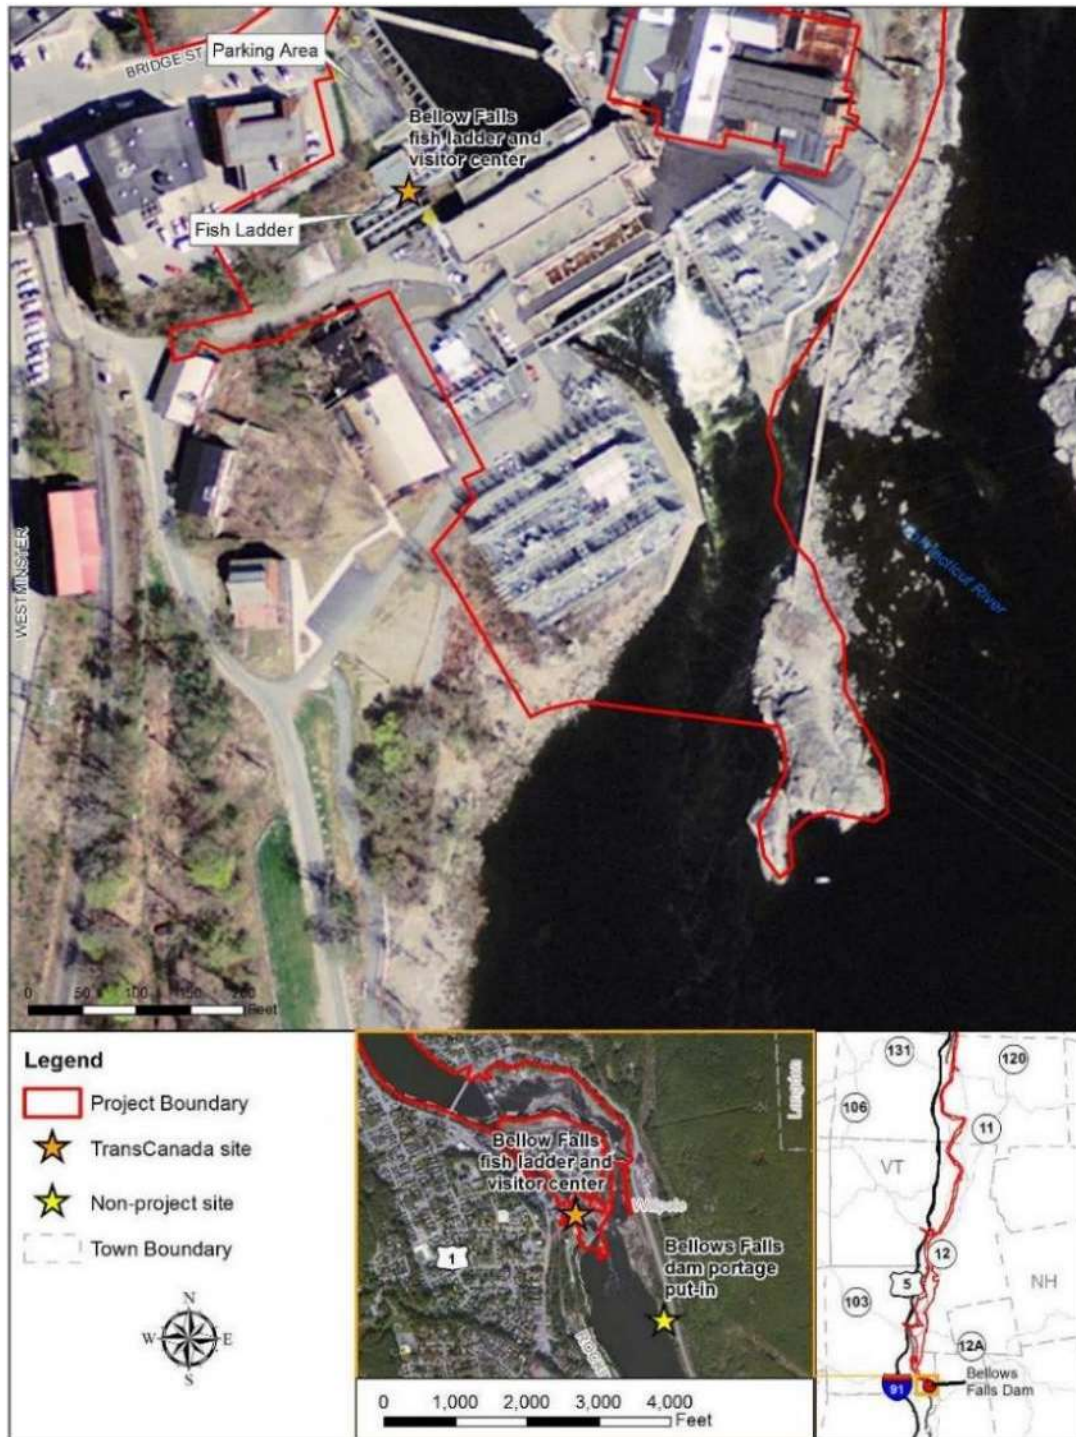 Parking Area
BRIDGE ST
Bellow Falls
fish ladder and
visitor center
Fish Ladder
WESTMINSTER
Connecticut River
0 50 100 150 200
Feet
Legend
Project Boundary
TransCanada site
Non-project site
Town Boundary
N
W E
S
Langdon
Bellow Falls
fish ladder and
visitor center
Walpole
1
Bellows Falls
dam portage
put-in
0 1,000 2,000 3,000 4,000
Feet
131
120
106
11
VT
12
5
NH
103
12A
91
Bellows
Falls Dam